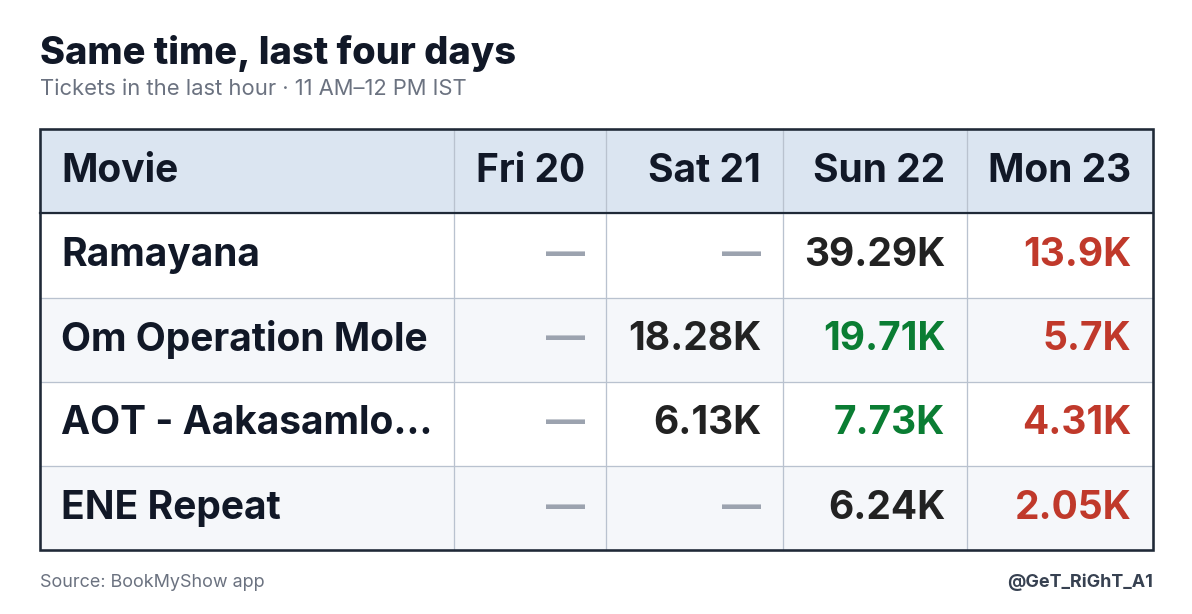 Same time, last four days
Tickets in the last hour · 11 AM–12 PM IST
Movie Fri 20 Sat 21 Sun 22 Mon 23
Ramayana — — 39.29K 13.9K
Om Operation Mole — 18.28K 19.71K 5.7K
AOT - Aakasamlo... — 6.13K 7.73K 4.31K
ENE Repeat — — 6.24K 2.05K
Source: BookMyShow app @GeT_RiGhT_A1